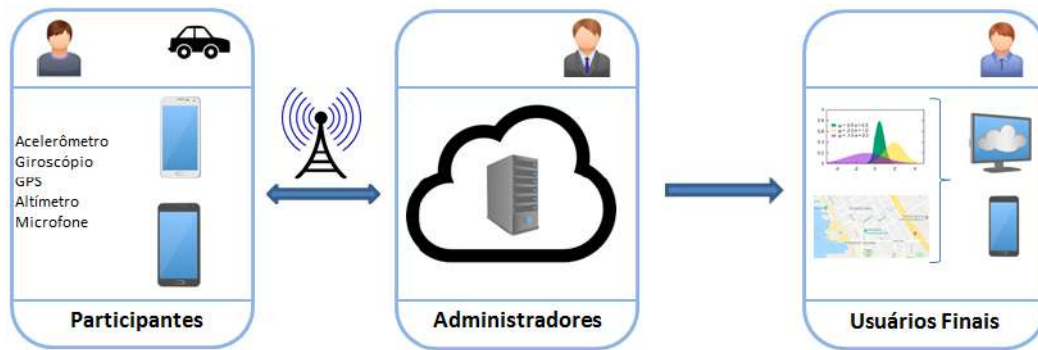 Acelerômetro
Giroscópio
GPS
Altímetro
Microfone
Participantes
Administradores
Usuários Finais